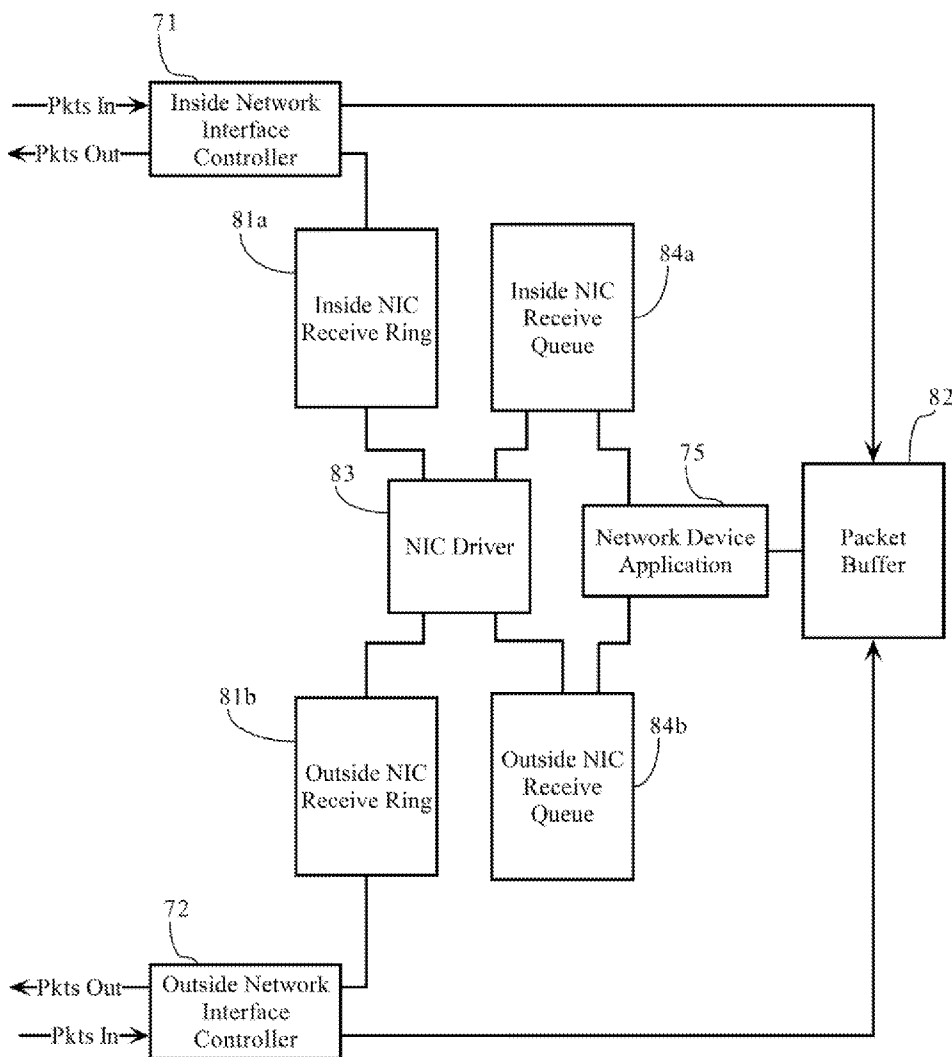 71
Pkts In
Pkts Out
Inside Network
Interface
Controller
81a
Inside NIC
Receive Ring
84a
Inside NIC
Receive
Queue
82
Packet
Buffer
83
NIC Driver
75
Network Device
Application
81b
Outside NIC
Receive Ring
84b
Outside NIC
Receive
Queue
72
Pkts Out
Pkts In
Outside Network
Interface
Controller